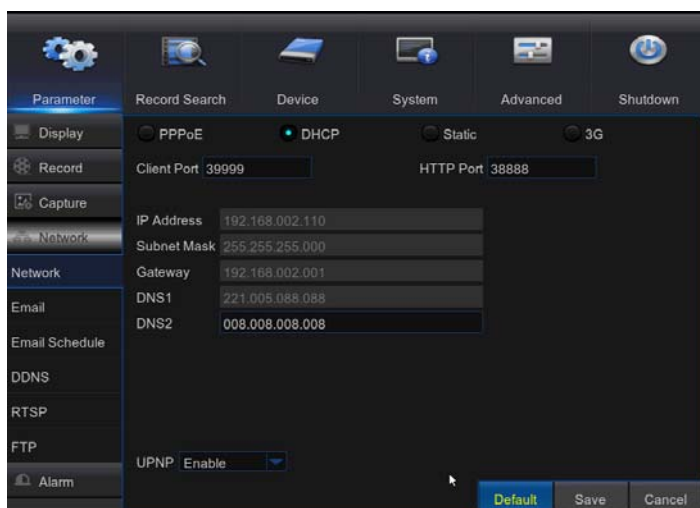 Parameter Record Search Device System Advanced Shutdown
Display
Record
Capture
Network
Network
Email
Email Schedule
DDNS
RTSP
FTP
Alarm
PPPoE DHCP Static 3G
Client Port 39999 HTTP Port 38888
IP Address 192.168.002.110
Subnet Mask 255.255.255.000
Gateway 192.168.002.001
DNS1 221.005.088.088
DNS2 008.008.008.008
UPNP Enable
Default Save Cancel